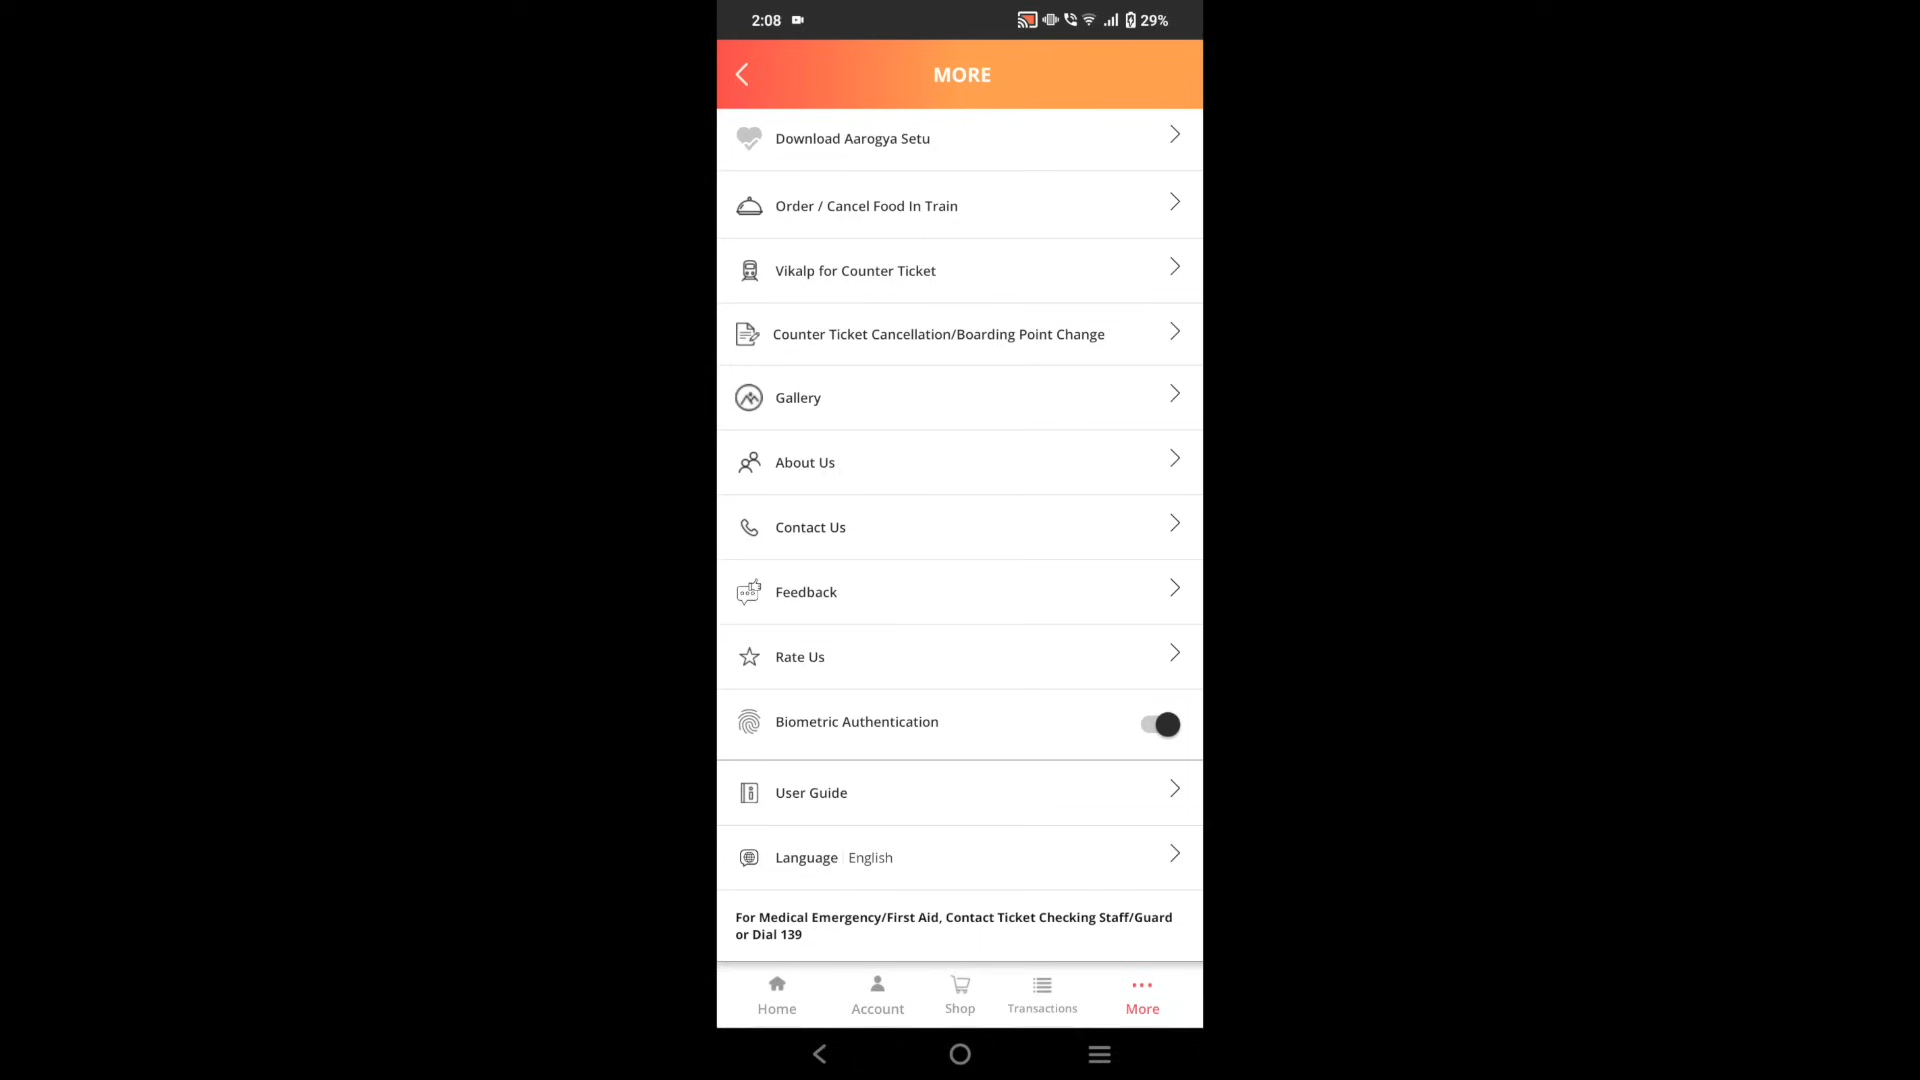 2:08
29%
MORE
Download Aarogya Setu
Order / Cancel Food In Train
Vikalp for Counter Ticket
Counter Ticket Cancellation/Boarding Point Change
Gallery
About Us
Contact Us
Feedback
Rate Us
Biometric Authentication
User Guide
Language English
For Medical Emergency/First Aid, Contact Ticket Checking Staff/Guard
or Dial 139
Home Account Shop Transactions More